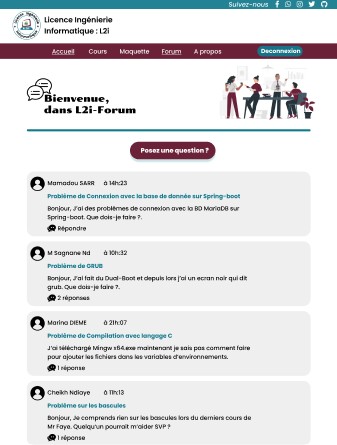 Suivez-nous
Licence Ingénierie
Informatique : L2i
Accueil Cours Maquette Forum A propos Deconnexion
Bienvenue,
dans L2i-Forum
Posez une question ?
Mamadou SARR à 14h:23
Problème de Connexion avec la base de donnée sur Spring-boot
Bonjour, J'ai des problèmes de connexion avec la BD MariaDB sur
Spring-boot. Que dois-je faire ?.
Répondre
M Sagnane Nd à 10h:32
Problème de GRUB
Bonjour, J'ai fait du Dual-Boot et depuis lors j'ai un ecran noir qui dit
grub. Que dois-je faire ?.
2 réponses
Marina DIEME à 21h:07
Problème de Compilation avec langage C
J'ai téléchargé Mingw x64.exe maintenant je sais pas comment faire
pour ajouter les fichiers dans les variables d'environnements.
1 réponse
Cheikh Ndiaye à 11h:13
Problème sur les bascules
Bonjour, Je comprends rien sur les bascules lors du derniers cours de
Mr Faye. Quelqu'un pourrait m'aider SVP ?
1 réponse